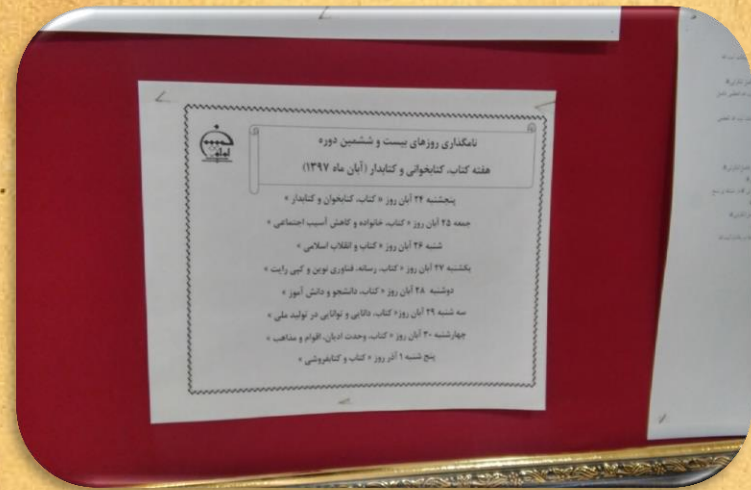 نامگذاری روزهای بیست و ششمین دوره
هفته کتاب، کتابخوانی و کتابدار (آبان ماه ۱۳۹۷)
پنجشنبه ۲۴ آبان روز « کتاب، کتابخوان و کتابدار »
جمعه ۲۵ آبان روز « کتاب، خانواده و کاهش آسیب اجتماعی »
شنبه ۲۶ آبان روز « کتاب و انقلاب اسلامی »
یکشنبه ۲۷ آبان روز « کتاب، رسانه، فناوری نوین و کپی رایت »
دوشنبه ۲۸ آبان روز « کتاب، دانشجو و دانش آموز »
سه شنبه ۲۹ آبان روز« کتاب، دانایی و توانایی در تولید ملی »
چهارشنبه ۳۰ آبان روز « کتاب، وحدت ادیان، اقوام و مذاهب »
پنج شنبه ۱ آذر روز « کتاب و کتابفروشی »